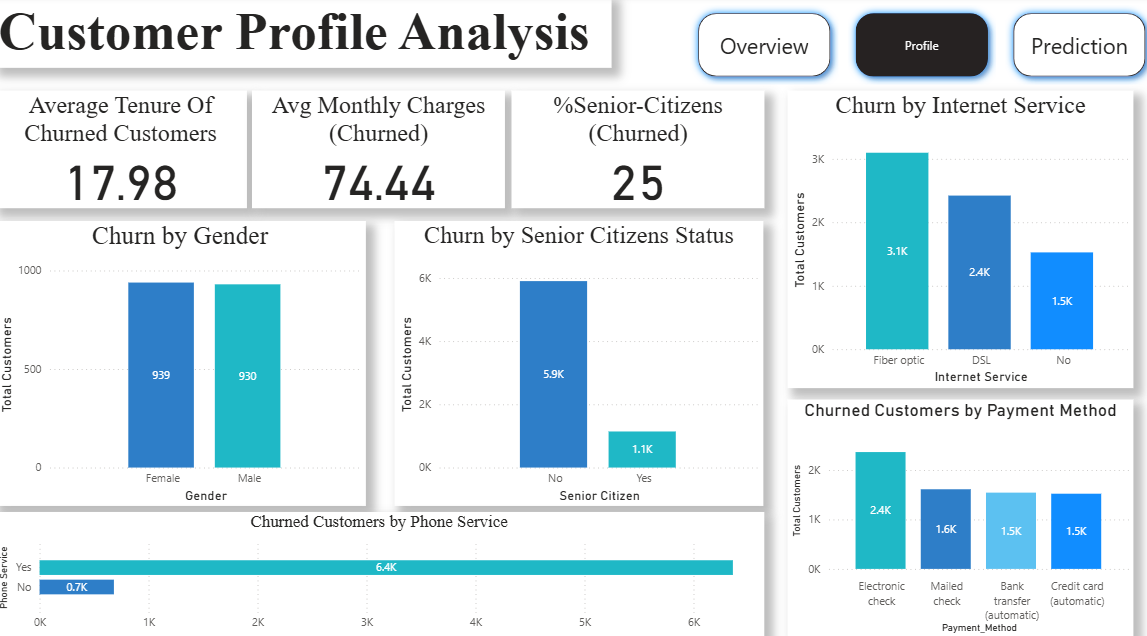 Customer Profile Analysis
Overview
Profile
Prediction
Average Tenure Of
Churned Customers
17.98
Avg Monthly Charges
(Churned)
74.44
%Senior-Citizens
(Churned)
25
Churn by Internet Service
Total Customers
3K
2K
1K
0K
3.1K
2.4K
1.5K
Fiber optic
DSL
No
Internet Service
Churn by Gender
Total Customers
1000
500
0
939
930
Female
Male
Gender
Churn by Senior Citizens Status
Total Customers
6K
4K
2K
0K
5.9K
1.1K
No
Yes
Senior Citizen
Churned Customers by Payment Method
Total Customers
2K
1K
0K
2.4K
1.6K
1.5K
1.5K
Electronic
check
Mailed
check
Bank
transfer
(automatic)
Credit card
(automatic)
Payment_Method
Churned Customers by Phone Service
Phone Service
Yes
6.4K
No
0.7K
0K
1K
2K
3K
4K
5K
6K